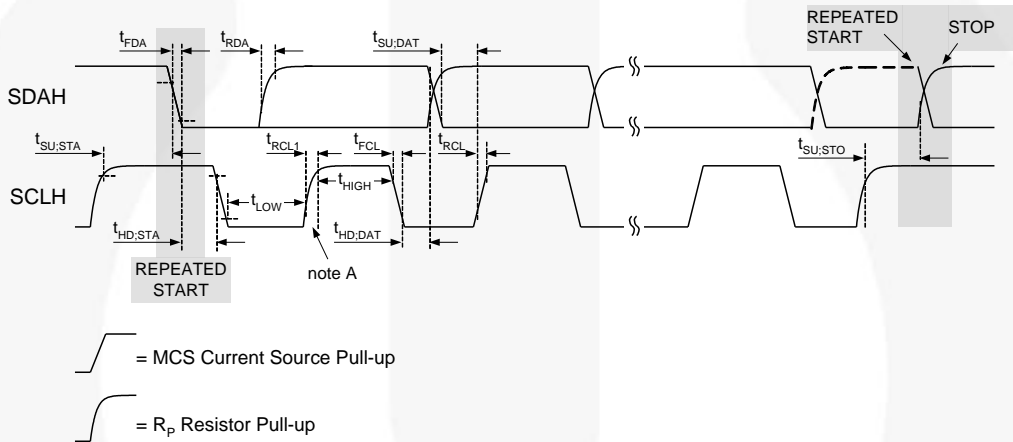 REPEATED
START
STOP
tFDA
tRDA
tSU;DAT
SDAH
tSU;STA
tRCL1
tFCL
tRCL
tSU;STO
SCLH
tLOW
tHIGH
tHD;STA
tHD;DAT
REPEATED
START
note A
= MCS Current Source Pull-up
= RP Resistor Pull-up